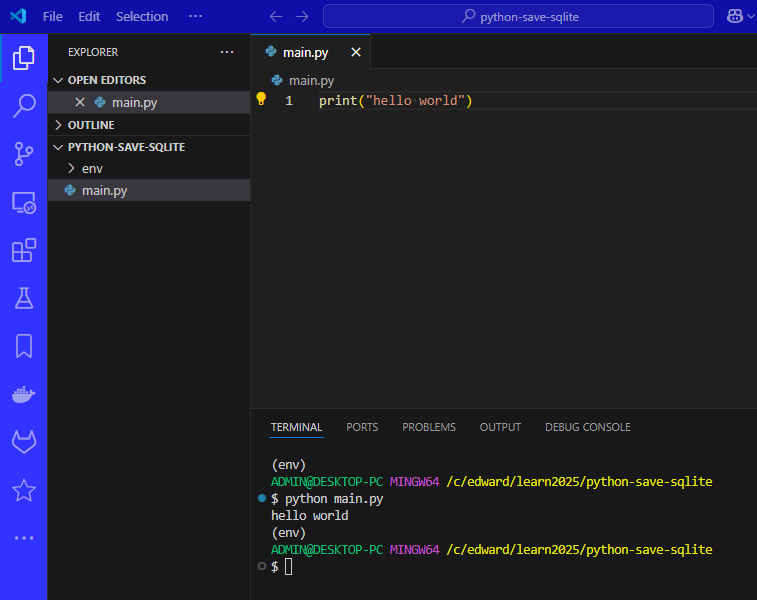 File Edit Selection ···
python-save-sqlite
EXPLORER ···
OPEN EDITORS
main.py
OUTLINE
PYTHON-SAVE-SQLITE
env
main.py
main.py
main.py
1 print("hello world")
TERMINAL PORTS PROBLEMS OUTPUT DEBUG CONSOLE
(env)
ADMIN@DESKTOP-PC MINGW64 /c/edward/learn2025/python-save-sqlite
$ python main.py
hello world
(env)
ADMIN@DESKTOP-PC MINGW64 /c/edward/learn2025/python-save-sqlite
$